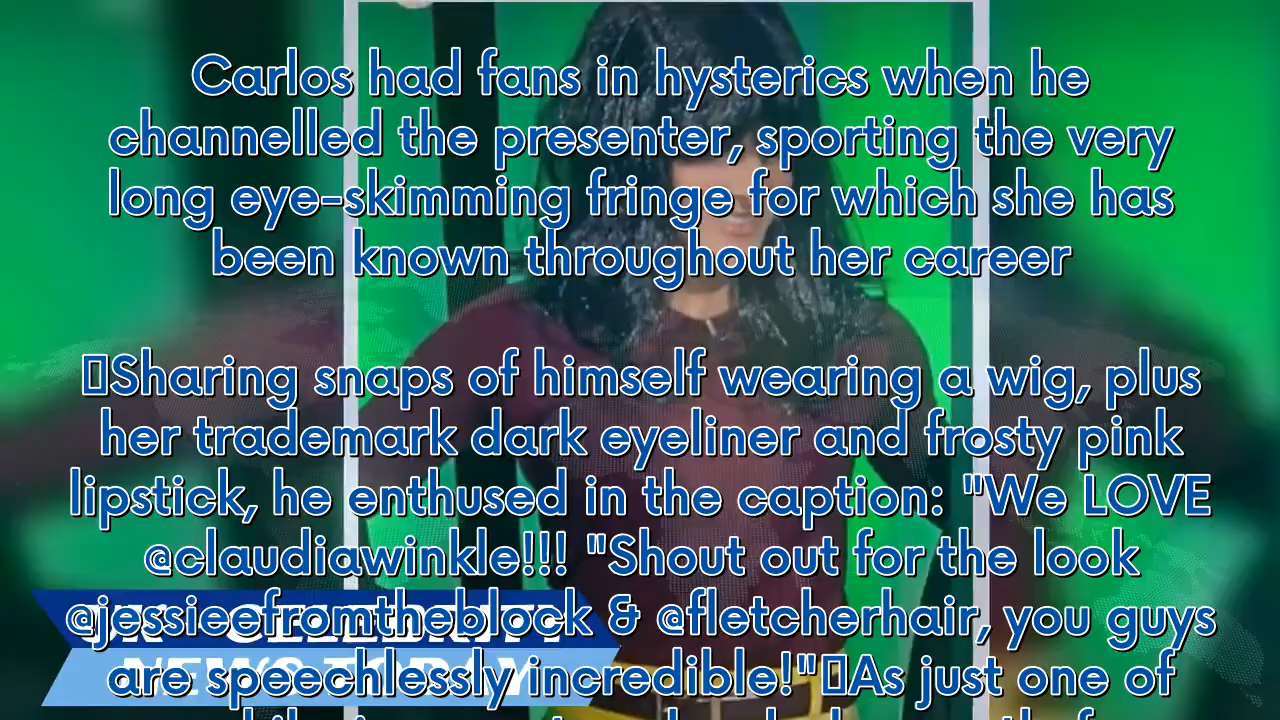 Carlos had fans in hysterics when he
channelled the presenter, sporting the very
long eye-skimming fringe for which she has
been known throughout her career
Sharing snaps of himself wearing a wig, plus
her trademark dark eyeliner and frosty pink
lipstick, he enthused in the caption: "We LOVE
@claudiawinkle!!! "Shout out for the look
@jessieefromtheblock & @fletcherhair, you guys
are speechlessly incredible!" As just one of
NEWS TODAY